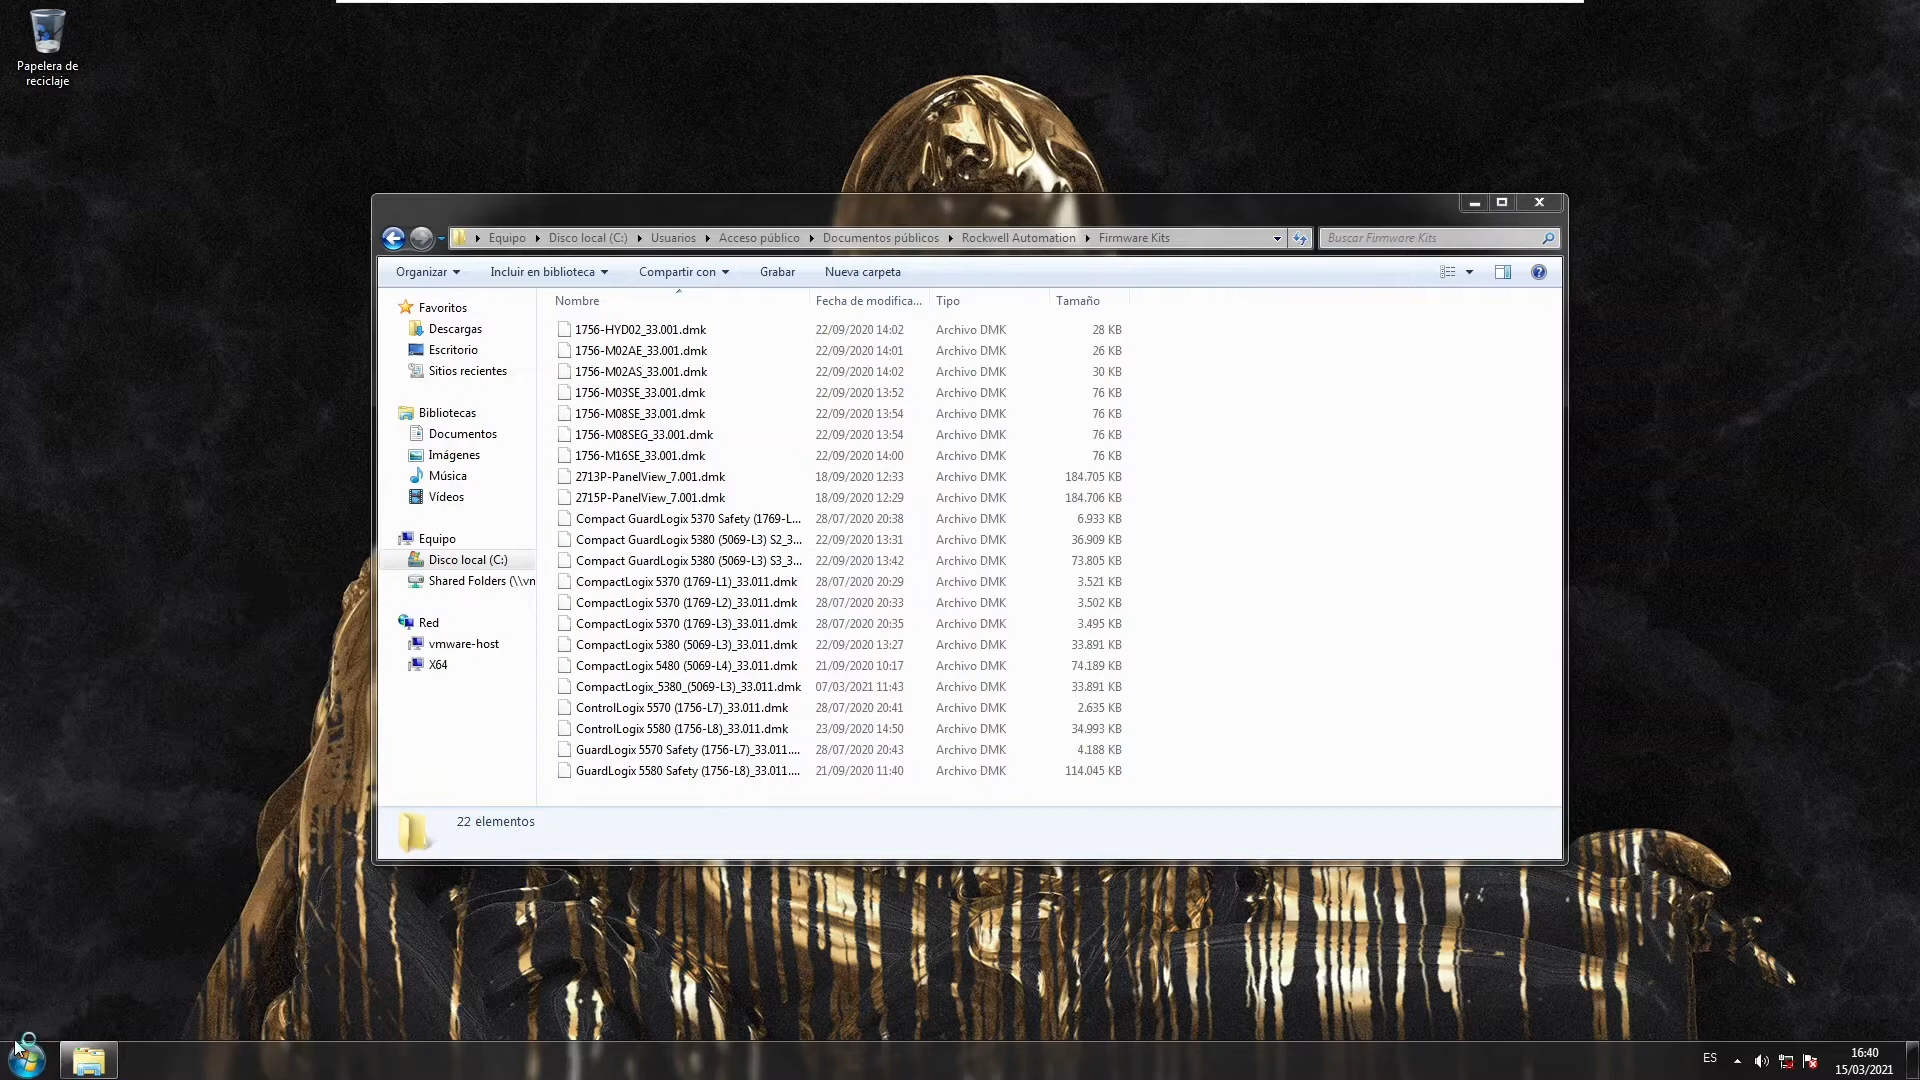 Papelera de
reciclaje
Equipo Disco local (C:) Usuarios Acceso público Documentos públicos Rockwell Automation Firmware Kits
Buscar Firmware Kits
Organizar Incluir en biblioteca Compartir con Grabar Nueva carpeta
Favoritos
Descargas
Escritorio
Sitios recientes
Bibliotecas
Documentos
Imágenes
Música
Vídeos
Equipo
Disco local (C:)
Shared Folders (\\vn
Red
vmware-host
X64
Nombre Fecha de modifica... Tipo Tamaño
1756-HYD02_33.001.dmk 22/09/2020 14:02 Archivo DMK 28 KB
1756-M02AE_33.001.dmk 22/09/2020 14:01 Archivo DMK 26 KB
1756-M02AS_33.001.dmk 22/09/2020 14:02 Archivo DMK 30 KB
1756-M03SE_33.001.dmk 22/09/2020 13:52 Archivo DMK 76 KB
1756-M08SE_33.001.dmk 22/09/2020 13:54 Archivo DMK 76 KB
1756-M08SEG_33.001.dmk 22/09/2020 13:54 Archivo DMK 76 KB
1756-M16SE_33.001.dmk 22/09/2020 14:00 Archivo DMK 76 KB
2713P-PanelView_7.001.dmk 18/09/2020 12:33 Archivo DMK 184.705 KB
2715P-PanelView_7.001.dmk 18/09/2020 12:29 Archivo DMK 184.706 KB
Compact GuardLogix 5370 Safety (1769-L... 28/07/2020 20:38 Archivo DMK 6.933 KB
Compact GuardLogix 5380 (5069-L3) S2_3... 22/09/2020 13:31 Archivo DMK 36.909 KB
Compact GuardLogix 5380 (5069-L3) S3_3... 22/09/2020 13:42 Archivo DMK 73.805 KB
CompactLogix 5370 (1769-L1)_33.011.dmk 28/07/2020 20:29 Archivo DMK 3.521 KB
CompactLogix 5370 (1769-L2)_33.011.dmk 28/07/2020 20:33 Archivo DMK 3.502 KB
CompactLogix 5370 (1769-L3)_33.011.dmk 28/07/2020 20:35 Archivo DMK 3.495 KB
CompactLogix 5380 (5069-L3)_33.011.dmk 22/09/2020 13:27 Archivo DMK 33.891 KB
CompactLogix 5480 (5069-L4)_33.011.dmk 21/09/2020 10:17 Archivo DMK 74.189 KB
CompactLogix_5380_(5069-L3)_33.011.dmk 07/03/2021 11:43 Archivo DMK 33.891 KB
ControlLogix 5570 (1756-L7)_33.011.dmk 28/07/2020 20:41 Archivo DMK 2.635 KB
ControlLogix 5580 (1756-L8)_33.011.dmk 23/09/2020 14:50 Archivo DMK 34.993 KB
GuardLogix 5570 Safety (1756-L7)_33.011.... 28/07/2020 20:43 Archivo DMK 4.188 KB
GuardLogix 5580 Safety (1756-L8)_33.011.... 21/09/2020 11:40 Archivo DMK 114.045 KB
22 elementos
ES
16:40
15/03/2021